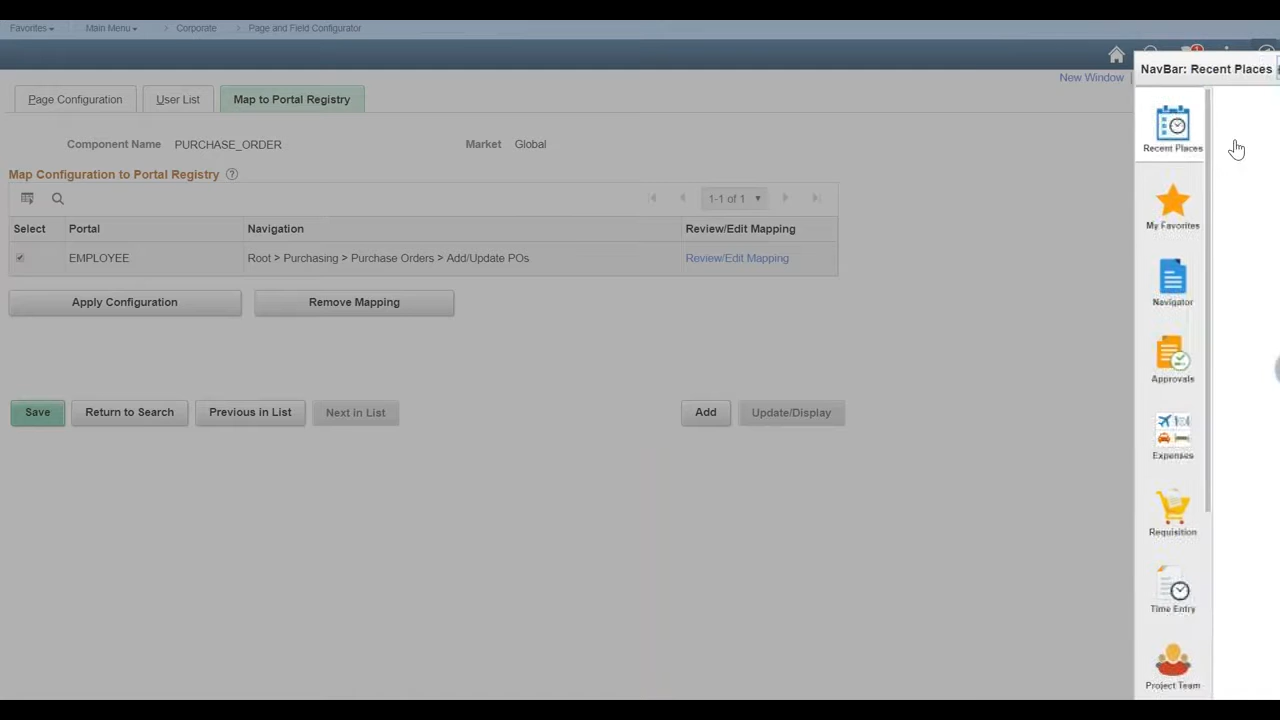 Favorites Main Menu > Corporate > Page and Field Configurator
1
New Window
NavBar: Recent Places
Page Configuration User List Map to Portal Registry
Component Name PURCHASE_ORDER Market Global
Map Configuration to Portal Registry ?
1-1 of 1
Select Portal Navigation Review/Edit Mapping
EMPLOYEE Root > Purchasing > Purchase Orders > Add/Update POs Review/Edit Mapping
Apply Configuration Remove Mapping
Save Return to Search Previous in List Next in List Add Update/Display
Recent Places
My Favorites
Navigator
Approvals
Expenses
Requisition
Time Entry
Project Team